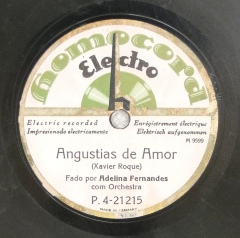 Homocord
Electro
Electric recorded
Impresionado electricamente
Enrégistrement électrique
Elektrisch aufgenommen
M 9599
Angustias de Amor
(Xavier Roque)
Fado por Adelina Fernandes
com Orchestra
P. 4-21215
MADE IN GERMANY